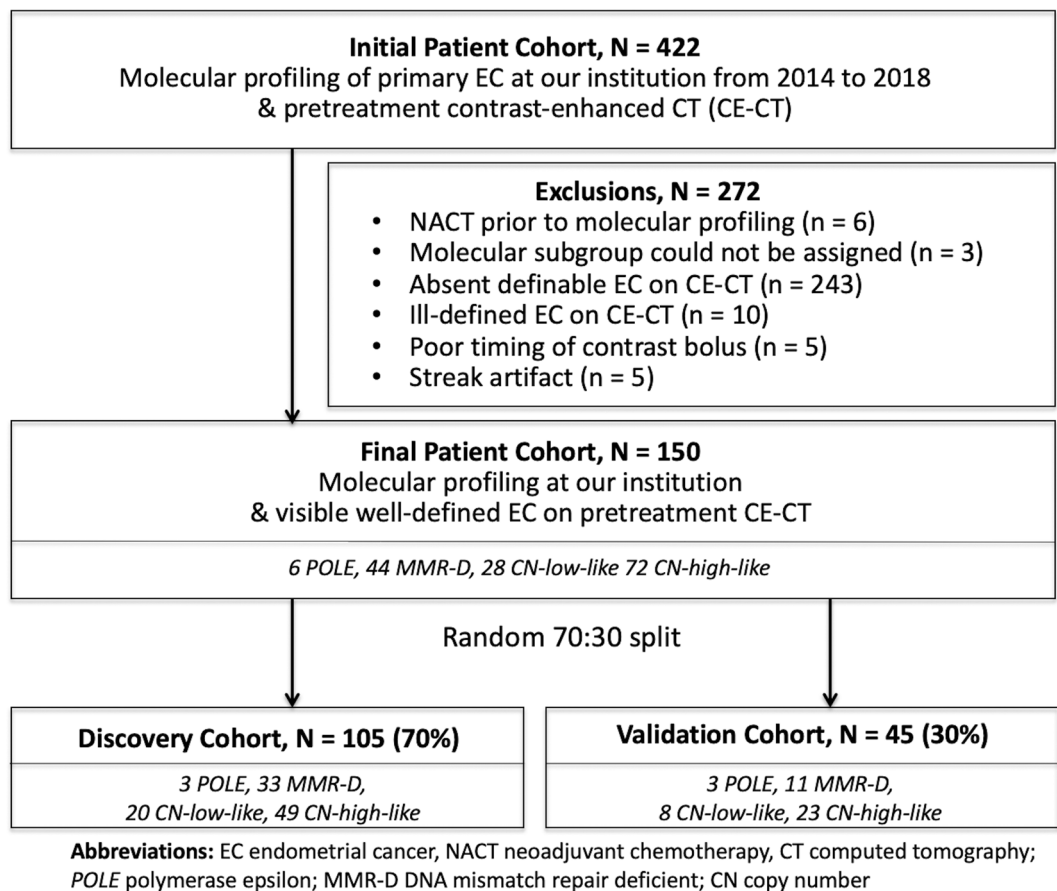 Initial Patient Cohort, N = 422
Molecular profiling of primary EC at our institution from 2014 to 2018
& pretreatment contrast-enhanced CT (CE-CT)
Exclusions, N = 272
• NACT prior to molecular profiling (n = 6)
• Molecular subgroup could not be assigned (n = 3)
• Absent definable EC on CE-CT (n = 243)
• Ill-defined EC on CE-CT (n = 10)
• Poor timing of contrast bolus (n = 5)
• Streak artifact (n = 5)
Final Patient Cohort, N = 150
Molecular profiling at our institution
& visible well-defined EC on pretreatment CE-CT
6 POLE, 44 MMR-D, 28 CN-low-like 72 CN-high-like
Random 70:30 split
Discovery Cohort, N = 105 (70%)
3 POLE, 33 MMR-D,
20 CN-low-like, 49 CN-high-like
Validation Cohort, N = 45 (30%)
3 POLE, 11 MMR-D,
8 CN-low-like, 23 CN-high-like
Abbreviations: EC endometrial cancer, NACT neoadjuvant chemotherapy, CT computed tomography;
POLE polymerase epsilon; MMR-D DNA mismatch repair deficient; CN copy number